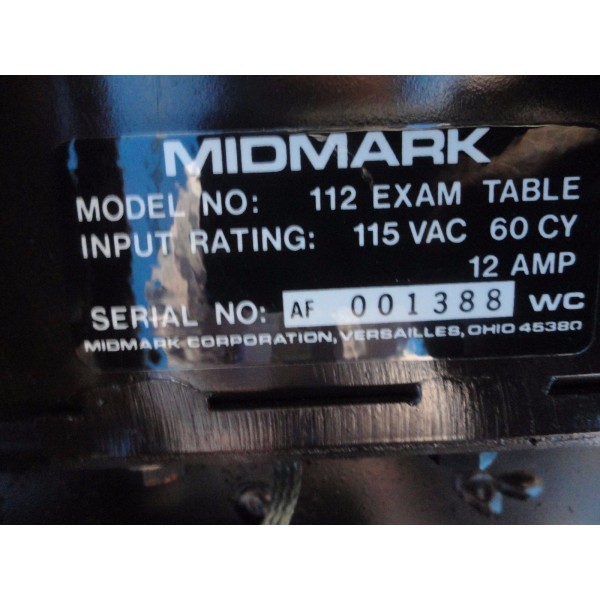 MIDMARK
MODEL NO: 112 EXAM TABLE
INPUT RATING: 115 VAC 60 CY
12 AMP
SERIAL NO: AF 001388 WC
MIDMARK CORPORATION, VERSAILLES, OHIO 45380